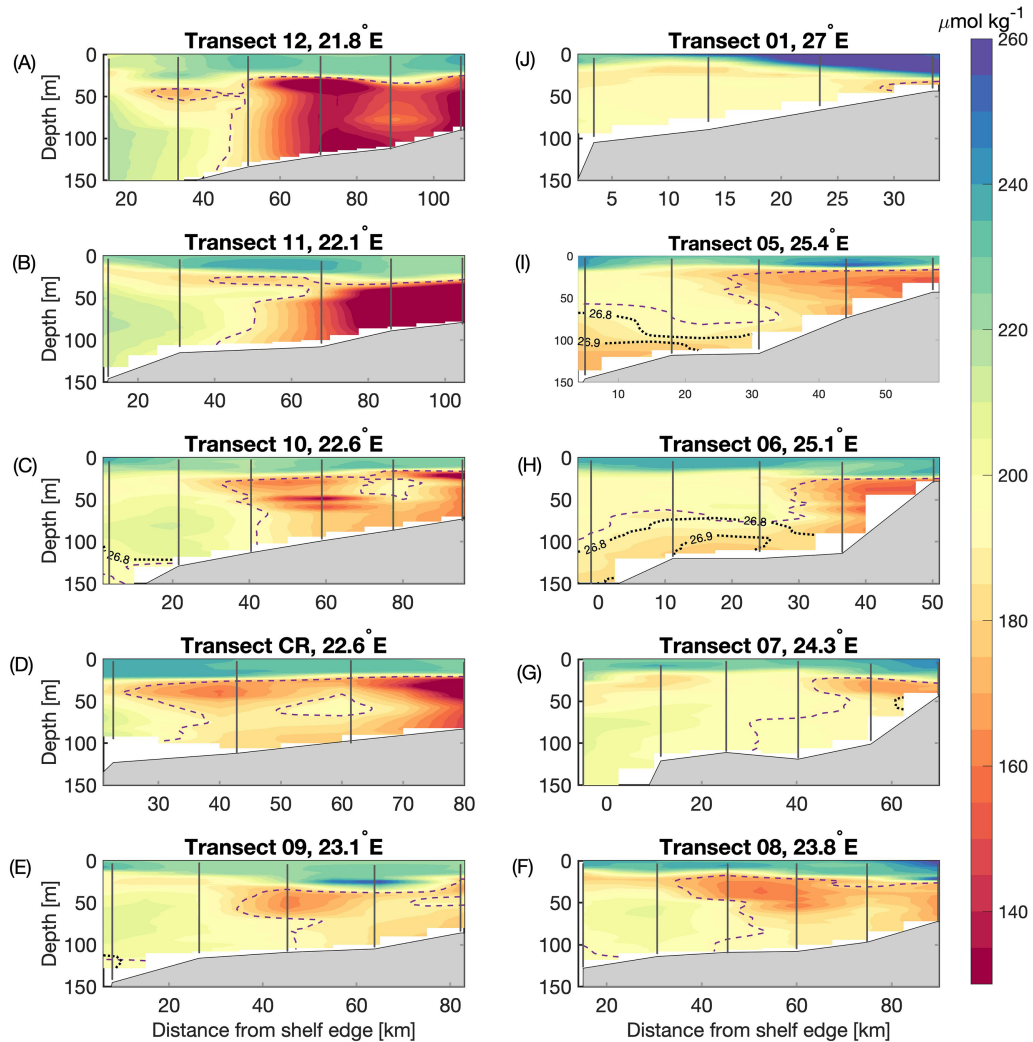 μmol kg⁻¹
(A) Transect 12, 21.8°E
Depth [m]
0
50
100
150
20 40 60 80 100
(B) Transect 11, 22.1°E
Depth [m]
0
50
100
150
20 40 60 80 100
(C) Transect 10, 22.6°E
Depth [m]
0
50
100
150
26.8
20 40 60 80
(D) Transect CR, 22.6°E
Depth [m]
0
50
100
150
30 40 50 60 70 80
(E) Transect 09, 23.1°E
Depth [m]
0
50
100
150
20 40 60 80
Distance from shelf edge [km]
(J) Transect 01, 27°E
0
50
100
150
5 10 15 20 25 30
(I) Transect 05, 25.4°E
0
50
100
150
26.8
26.9
10 20 30 40 50
(H) Transect 06, 25.1°E
0
50
100
150
26.8
26.8
26.9
0 10 20 30 40 50
(G) Transect 07, 24.3°E
0
50
100
150
0 20 40 60
(F) Transect 08, 23.8°E
0
50
100
150
20 40 60 80
Distance from shelf edge [km]
260
240
220
200
180
160
140